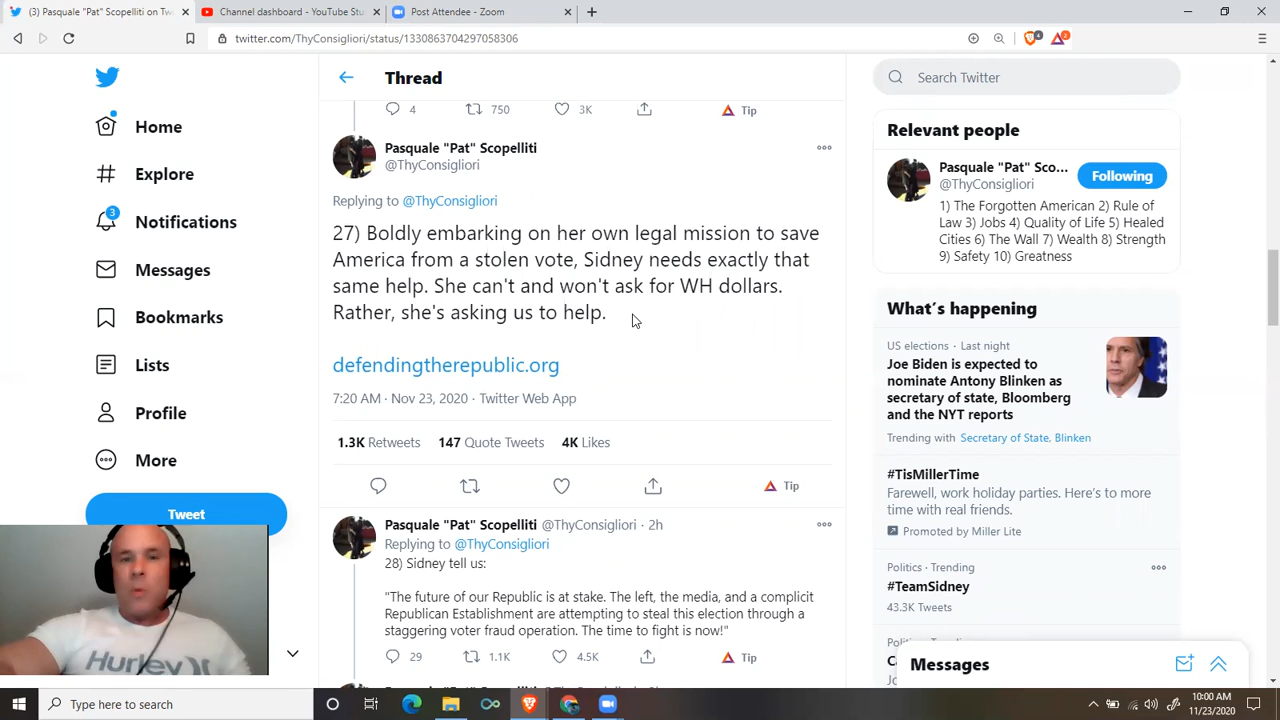 (3) Pasquale "Pat" Scopelliti on Tw
Channel dashboard - YouTube Stu
Post Attendee - Zoom
twitter.com/ThyConsigliori/status/1330863704297058306
4
2
Home
Explore
3
Notifications
Messages
Bookmarks
Lists
Profile
More
Tweet
Hurley
Thread
4 750 3K Tip
Pasquale "Pat" Scopelliti
@ThyConsigliori
Replying to @ThyConsigliori
27) Boldly embarking on her own legal mission to save
America from a stolen vote, Sidney needs exactly that
same help. She can't and won't ask for WH dollars.
Rather, she's asking us to help.
defendingtherepublic.org
7:20 AM · Nov 23, 2020 · Twitter Web App
1.3K Retweets 147 Quote Tweets 4K Likes
Tip
Pasquale "Pat" Scopelliti @ThyConsigliori · 2h
Replying to @ThyConsigliori
28) Sidney tell us:
"The future of our Republic is at stake. The left, the media, and a complicit
Republican Establishment are attempting to steal this election through a
staggering voter fraud operation. The time to fight is now!"
29 1.1K 4.5K Tip
Search Twitter
Relevant people
Pasquale "Pat" Sco...
@ThyConsigliori
Following
1) The Forgotten American 2) Rule of
Law 3) Jobs 4) Quality of Life 5) Healed
Cities 6) The Wall 7) Wealth 8) Strength
9) Safety 10) Greatness
What's happening
US elections · Last night
Joe Biden is expected to
nominate Antony Blinken as
secretary of state, Bloomberg
and the NYT reports
Trending with Secretary of State, Blinken
#TisMillerTime
Farewell, work holiday parties. Here's to more
time with real friends.
Promoted by Miller Lite
Politics · Trending
#TeamSidney
43.3K Tweets
Messages
Type here to search
10:00 AM
11/23/2020